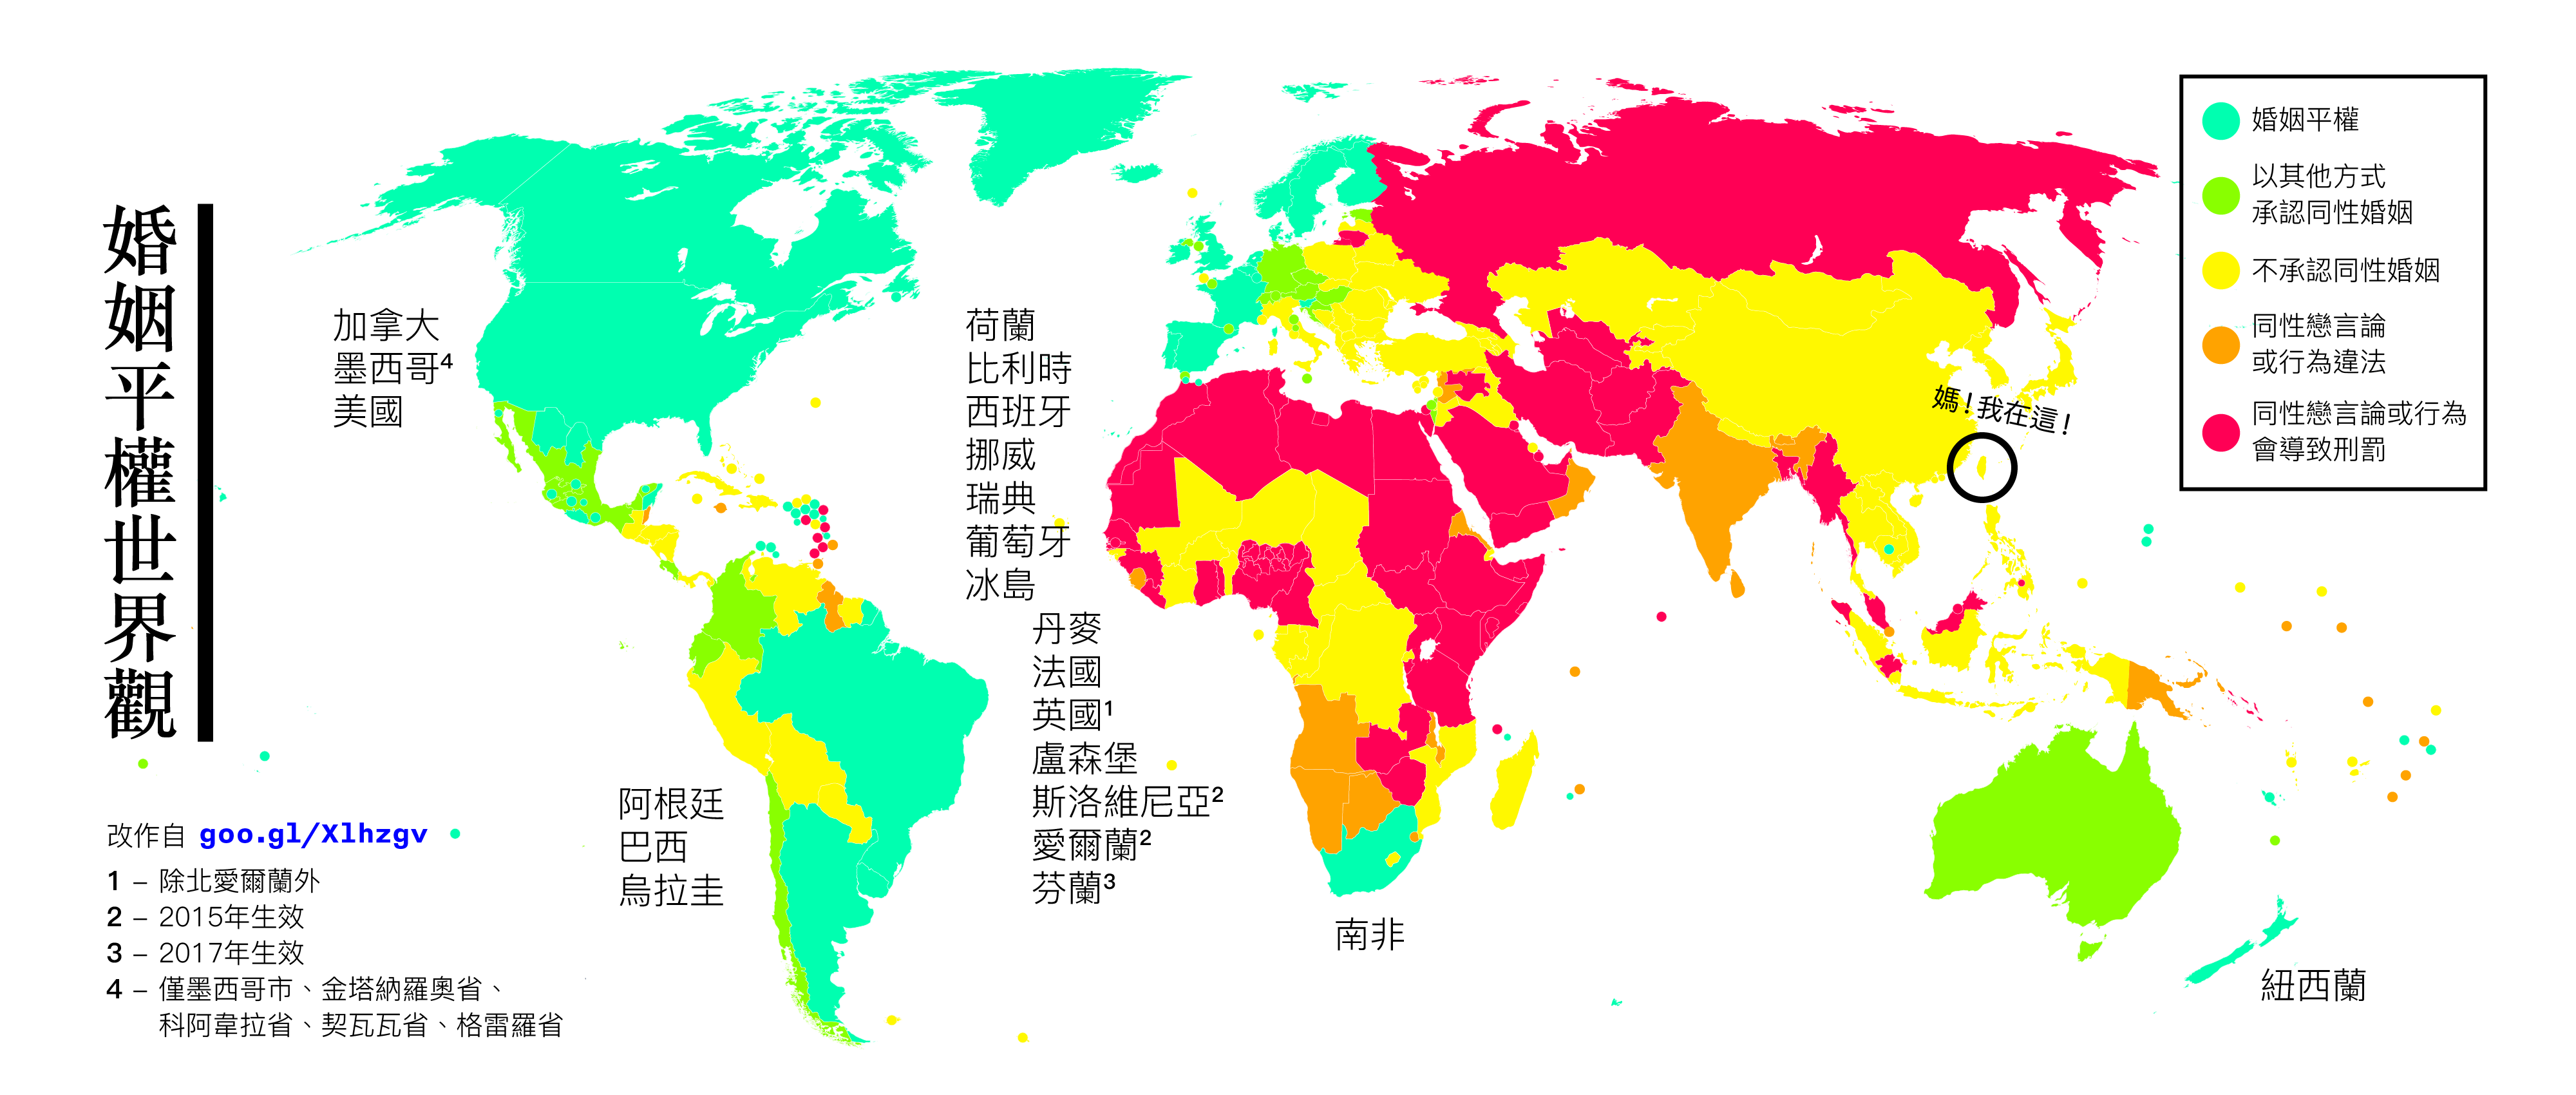 婚姻平權世界觀
改作自 goo.gl/Xlhzgv
1 – 除北愛爾蘭外
2 – 2015年生效
3 – 2017年生效
4 – 僅墨西哥市、金塔納羅奧省、
科阿韋拉省、契瓦瓦省、格雷羅省
加拿大
墨西哥⁴
美國
阿根廷
巴西
烏拉圭
荷蘭
比利時
西班牙
挪威
瑞典
葡萄牙
冰島
丹麥
法國
英國¹
盧森堡
斯洛維尼亞²
愛爾蘭²
芬蘭³
南非
媽！我在這！
紐西蘭
婚姻平權
以其他方式
承認同性婚姻
不承認同性婚姻
同性戀言論
或行為違法
同性戀言論或行為
會導致刑罰